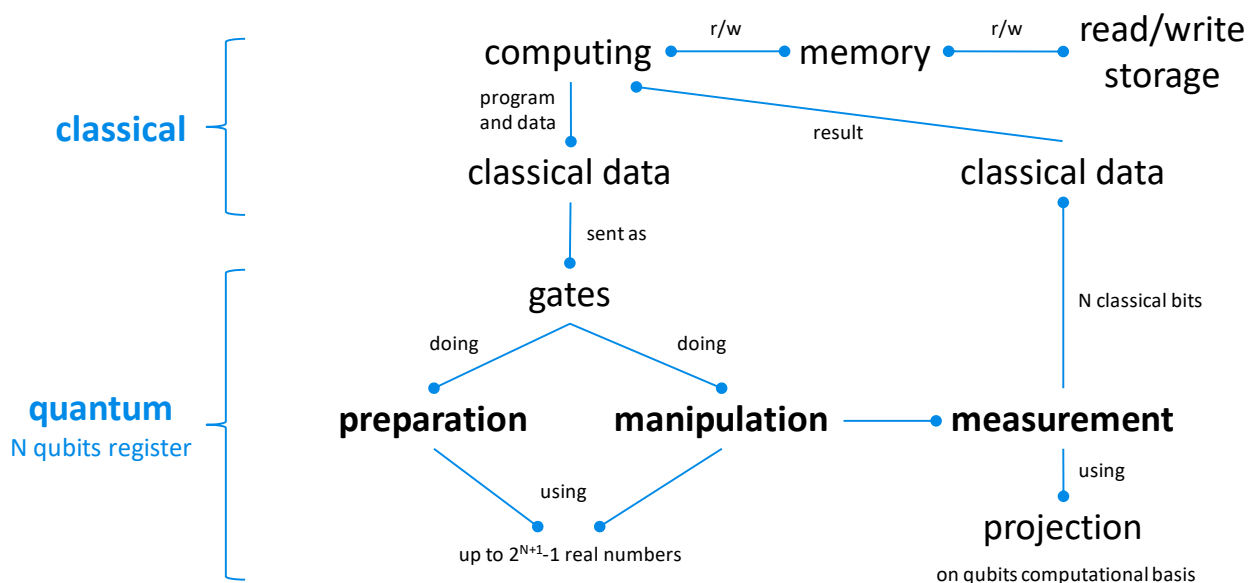 computing
r/w
memory
r/w
read/write
storage
program
and data
result
classical
classical data
classical data
sent as
gates
N classical bits
doing
doing
quantum
N qubits register
preparation
manipulation
measurement
using
using
projection
up to 2^{N+1}-1 real numbers
on qubits computational basis